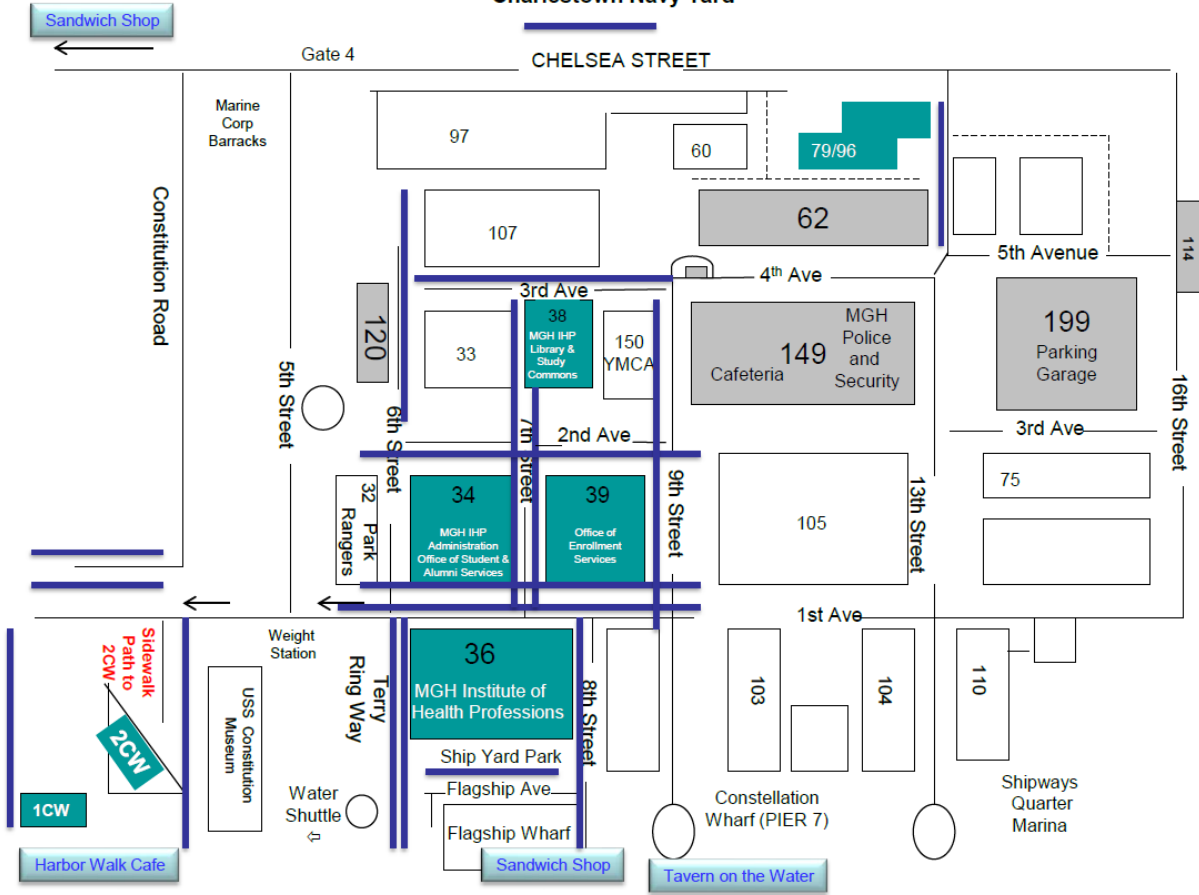 Charlestown Navy Yard
Sandwich Shop
Gate 4
CHELSEA STREET
Marine
Corp
Barracks
97
60
79/96
Constitution Road
107
62
5th Avenue
114
4th Ave
3rd Ave
120
33
38
MGH IHP
Library &
Study
Commons
150
YMCA
149
Cafeteria
MGH
Police
and
Security
199
Parking
Garage
5th Street
6th Street
7th Street
2nd Ave
3rd Ave
16th Street
32 Park
Rangers
34
MGH IHP
Administration
Office of Student &
Alumni Services
39
Office of
Enrollment
Services
9th Street
105
13th Street
75
1st Ave
Sidewalk
Path to
2CW
Weight
Station
Terry
Ring Way
36
MGH Institute of
Health Professions
8th Street
103
104
110
2CW
USS Constitution
Museum
Ship Yard Park
1CW
Water
Shuttle
⇦
Flagship Ave
Flagship Wharf
Constellation
Wharf (PIER 7)
Shipways
Quarter
Marina
Harbor Walk Cafe
Sandwich Shop
Tavern on the Water